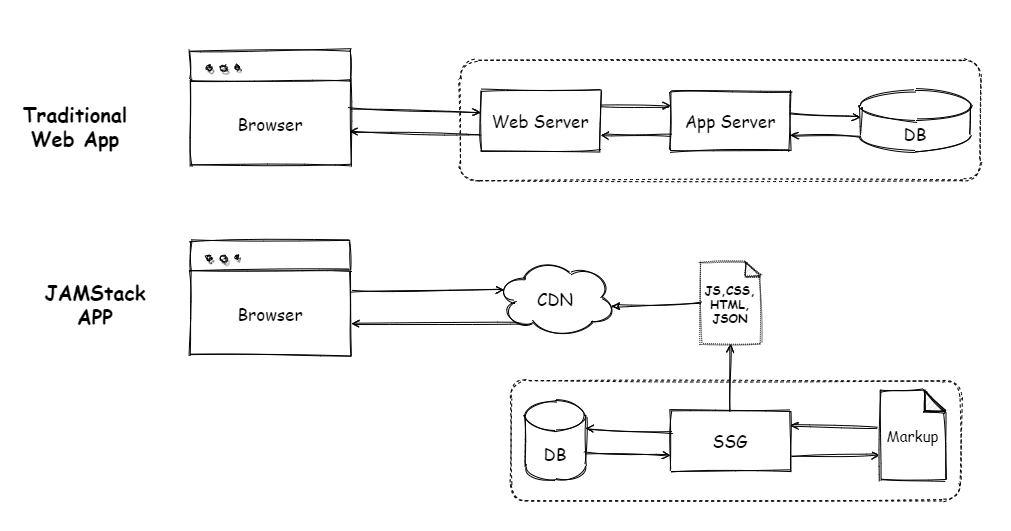 Traditional
Web App
Browser
Web Server
App Server
DB
JAMStack
APP
Browser
CDN
JS,CSS,
HTML,
JSON
DB
SSG
Markup